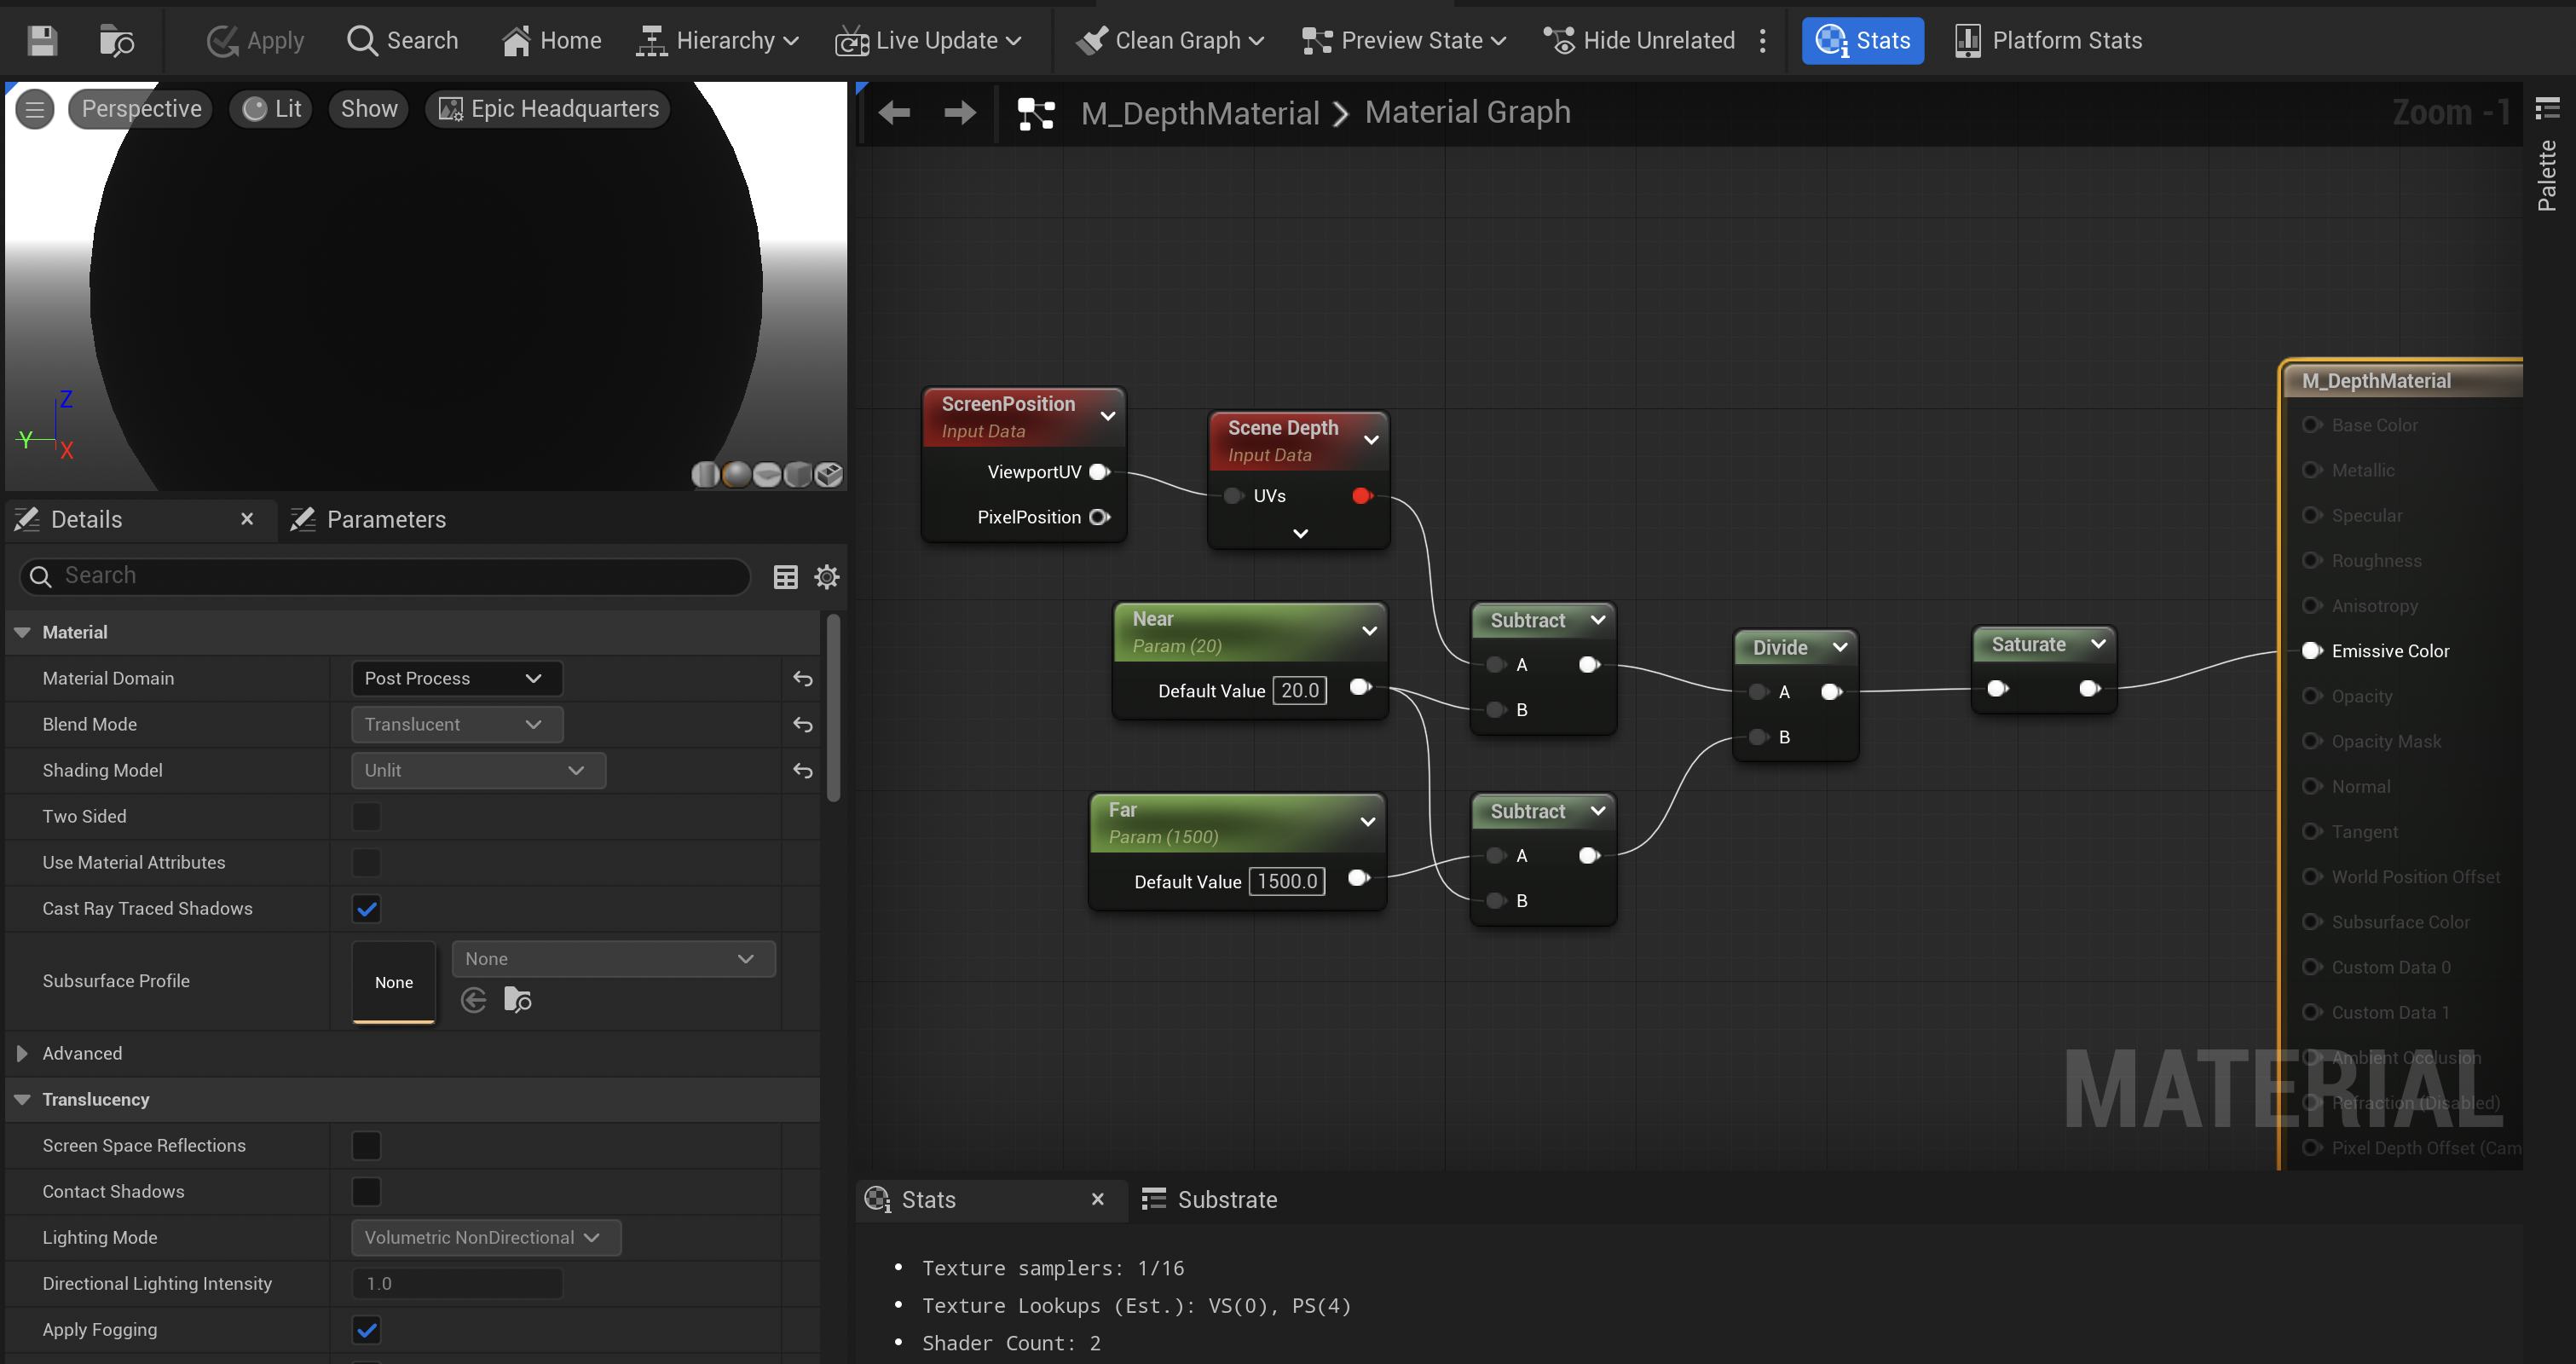 Apply
Search
Home
Hierarchy
Live Update
Clean Graph
Preview State
Hide Unrelated
Stats
Platform Stats
Perspective
Lit
Show
Epic Headquarters
Z
Y
X
M_DepthMaterial
Material Graph
Zoom -1
Palette
Details
Parameters
Search
Material
Material Domain
Post Process
Blend Mode
Translucent
Shading Model
Unlit
Two Sided
Use Material Attributes
Cast Ray Traced Shadows
Subsurface Profile
None
None
Advanced
Translucency
Screen Space Reflections
Contact Shadows
Lighting Mode
Volumetric NonDirectional
Directional Lighting Intensity
1.0
Apply Fogging
ScreenPosition
Input Data
ViewportUV
PixelPosition
Scene Depth
Input Data
UVs
Near
Param (20)
Default Value 20.0
Far
Param (1500)
Default Value 1500.0
Subtract
A
B
Subtract
A
B
Divide
A
B
Saturate
M_DepthMaterial
Base Color
Metallic
Specular
Roughness
Anisotropy
Emissive Color
Opacity
Opacity Mask
Normal
Tangent
World Position Offset
Subsurface Color
Custom Data 0
Custom Data 1
Ambient Occlusion
Refraction (Disabled)
Pixel Depth Offset (Cam
MATERIAL
Stats
Substrate
• Texture samplers: 1/16
• Texture Lookups (Est.): VS(0), PS(4)
• Shader Count: 2